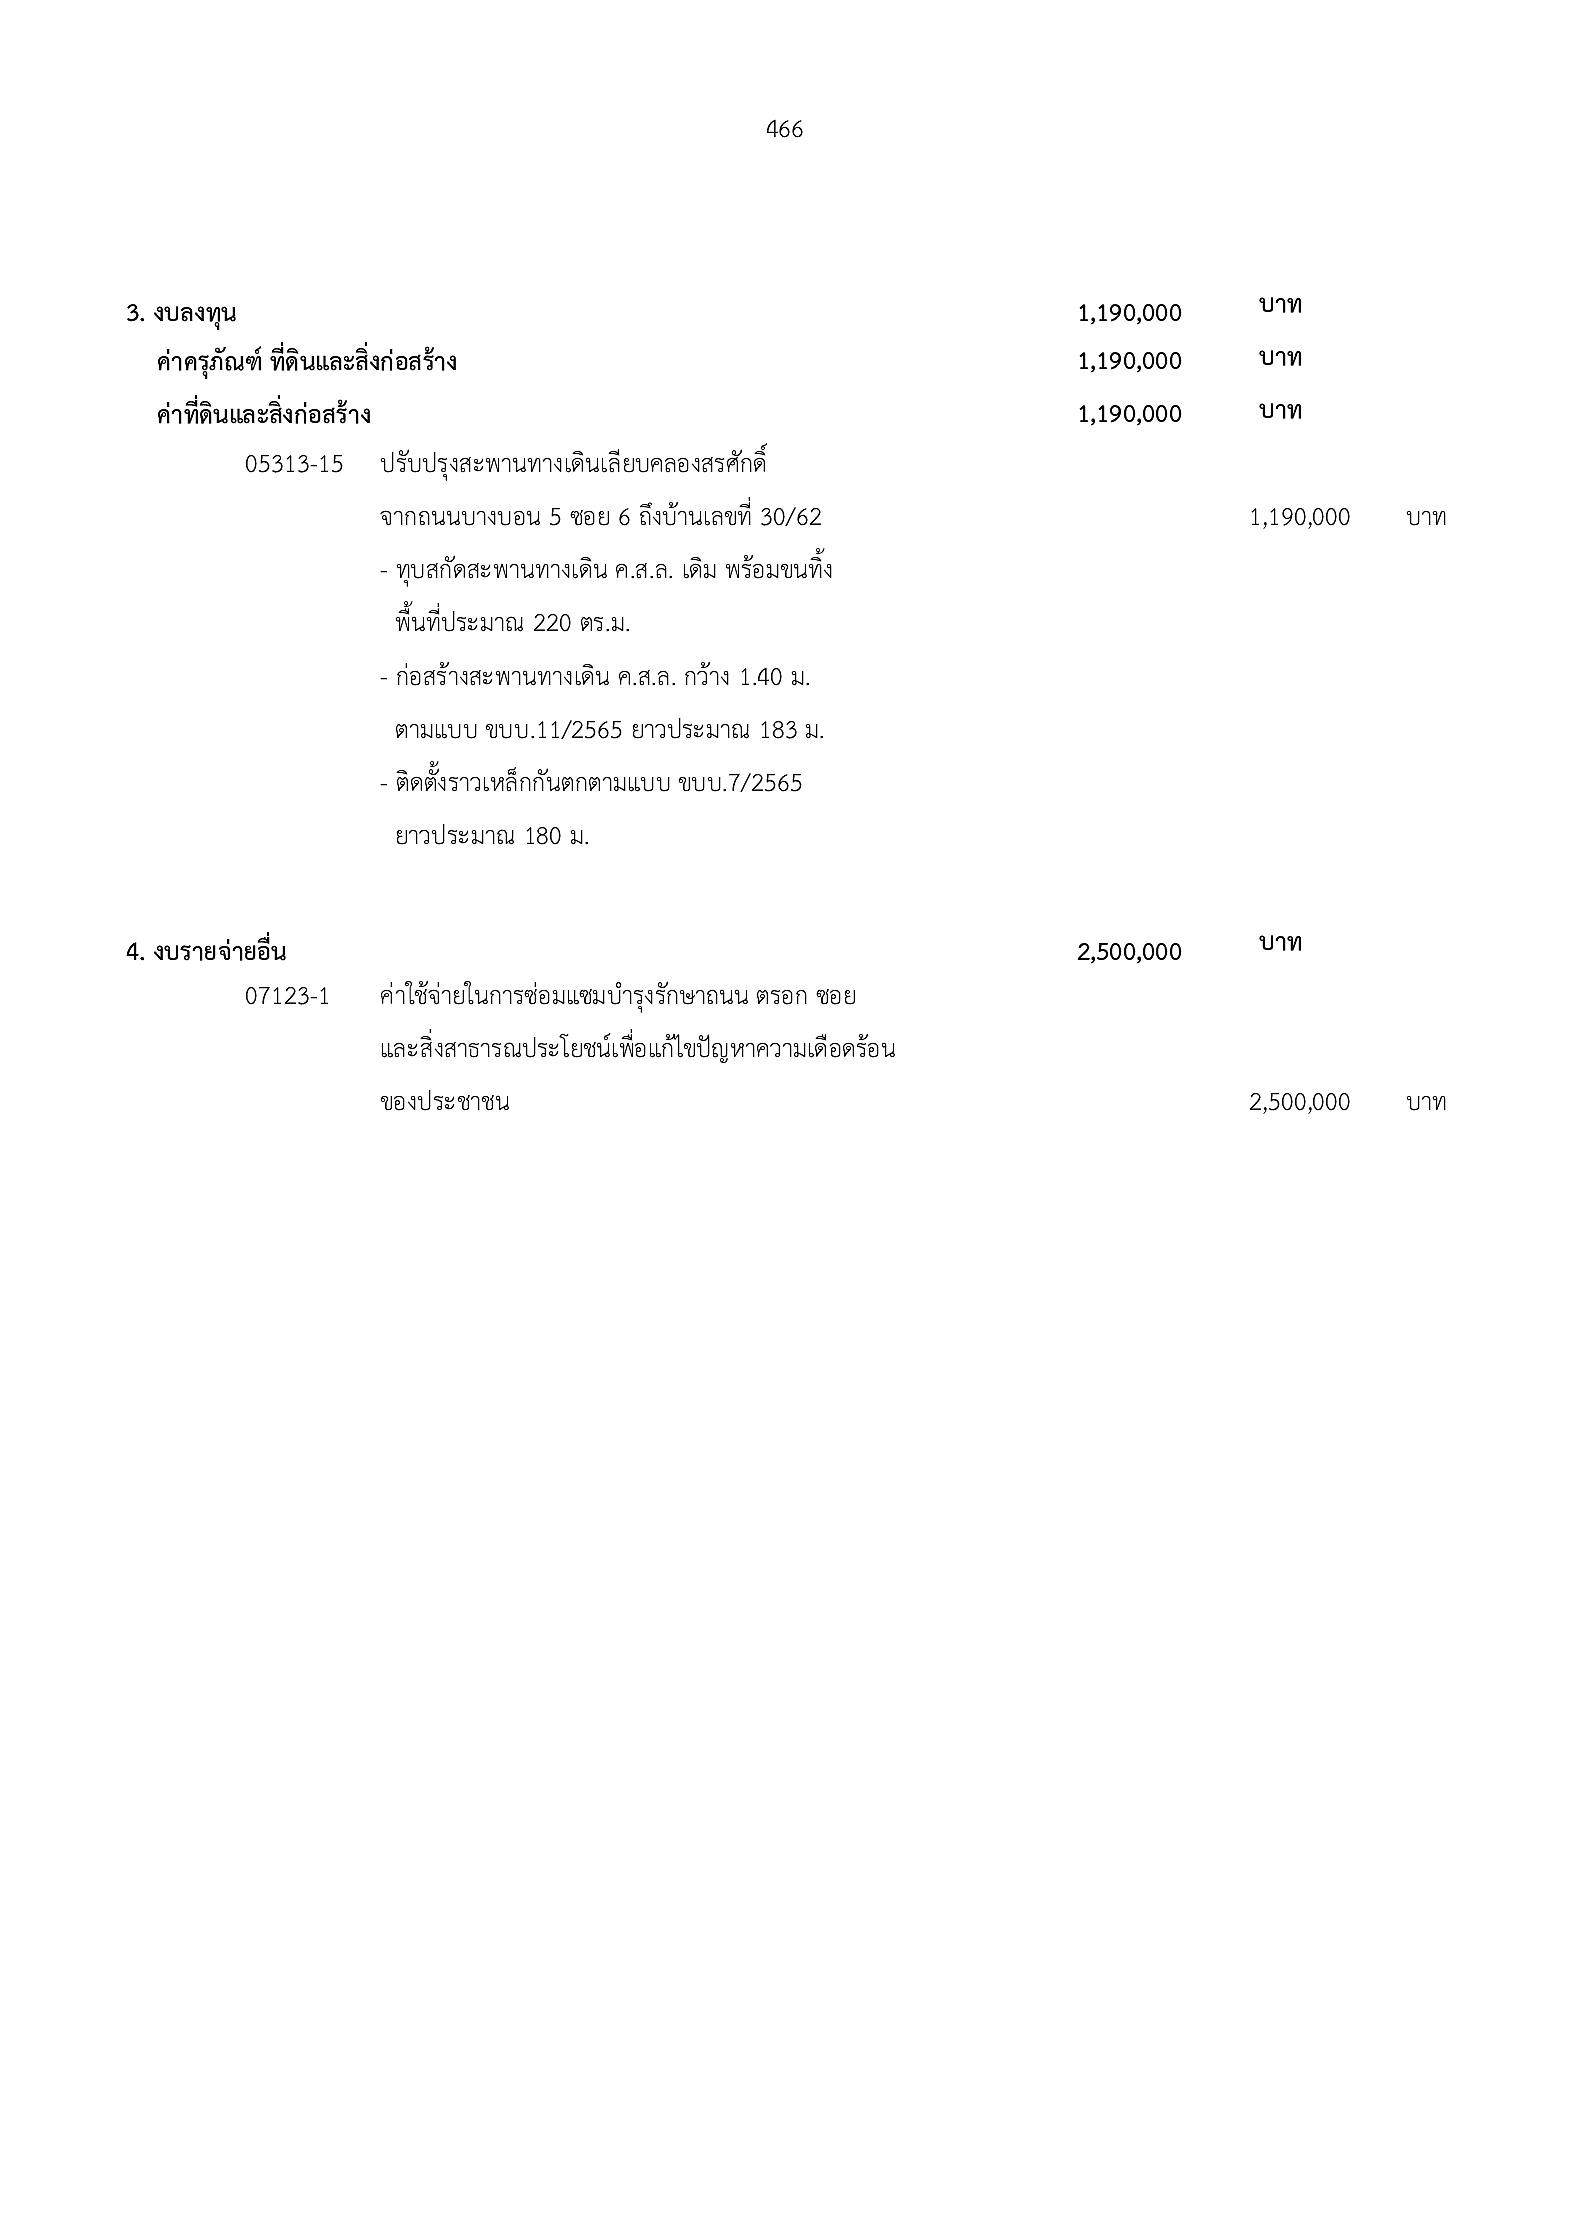 466
3. งบลงทุน 1,190,000 บาท
ค่าครุภัณฑ์ ที่ดินและสิ่งก่อสร้าง 1,190,000 บาท
ค่าที่ดินและสิ่งก่อสร้าง 1,190,000 บาท
05313-15 ปรับปรุงสะพานทางเดินเลียบคลองสรศักดิ์
จากถนนบางบอน 5 ซอย 6 ถึงบ้านเลขที่ 30/62 1,190,000 บาท
- ทุบสกัดสะพานทางเดิน ค.ส.ล. เดิม พร้อมขนทิ้ง
พื้นที่ประมาณ 220 ตร.ม.
- ก่อสร้างสะพานทางเดิน ค.ส.ล. กว้าง 1.40 ม.
ตามแบบ ขบบ.11/2565 ยาวประมาณ 183 ม.
- ติดตั้งราวเหล็กกันตกตามแบบ ขบบ.7/2565
ยาวประมาณ 180 ม.
4. งบรายจ่ายอื่น 2,500,000 บาท
07123-1 ค่าใช้จ่ายในการซ่อมแซมบำรุงรักษาถนน ตรอก ซอย
และสิ่งสาธารณประโยชน์เพื่อแก้ไขปัญหาความเดือดร้อน
ของประชาชน 2,500,000 บาท